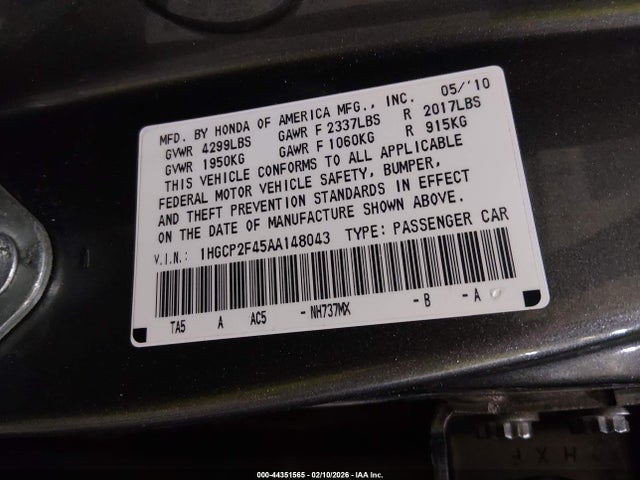 MFD. BY HONDA OF AMERICA MFG., INC. 05/'10
GVWR 4299LBS GAWR F 2337LBS R 2017LBS
GVWR 1950KG GAWR F 1060KG R 915KG
THIS VEHICLE CONFORMS TO ALL APPLICABLE
FEDERAL MOTOR VEHICLE SAFETY, BUMPER,
AND THEFT PREVENTION STANDARDS IN EFFECT
ON THE DATE OF MANUFACTURE SHOWN ABOVE.
V.I.N.: 1HGCP2F45AA148043 TYPE: PASSENGER CAR
TA5 A AC5 -NH737MX -B -A
HXF
000-44351565 - 02/10/2026 - IAA Inc.